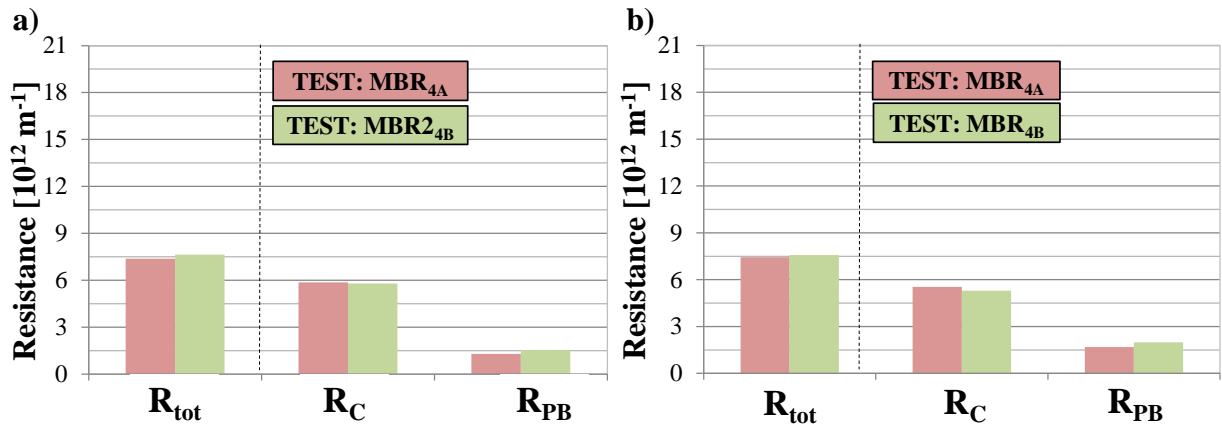 a)
Resistance [10¹² m⁻¹]
21
18
15
12
9
6
3
0
TEST: MBR₄A
TEST: MBR2₄B
Rtot
RC
RPB
b)
Resistance [10¹² m⁻¹]
21
18
15
12
9
6
3
0
TEST: MBR₄A
TEST: MBR₄B
Rtot
RC
RPB